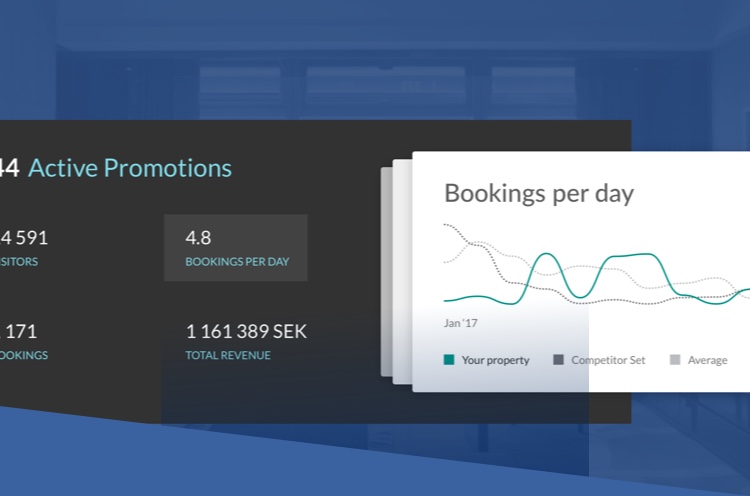 44 Active Promotions
4 591
SITORS
4.8
BOOKINGS PER DAY
171
OOKINGS
1 161 389 SEK
TOTAL REVENUE
Bookings per day
Jan '17
Your property
Competitor Set
Average